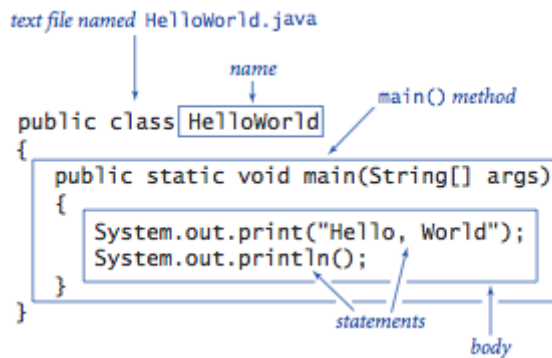 text file named HelloWorld.java
name
main() method
public class HelloWorld
{
public static void main(String[] args)
{
System.out.print("Hello, World");
System.out.println();
}
}
statements
body